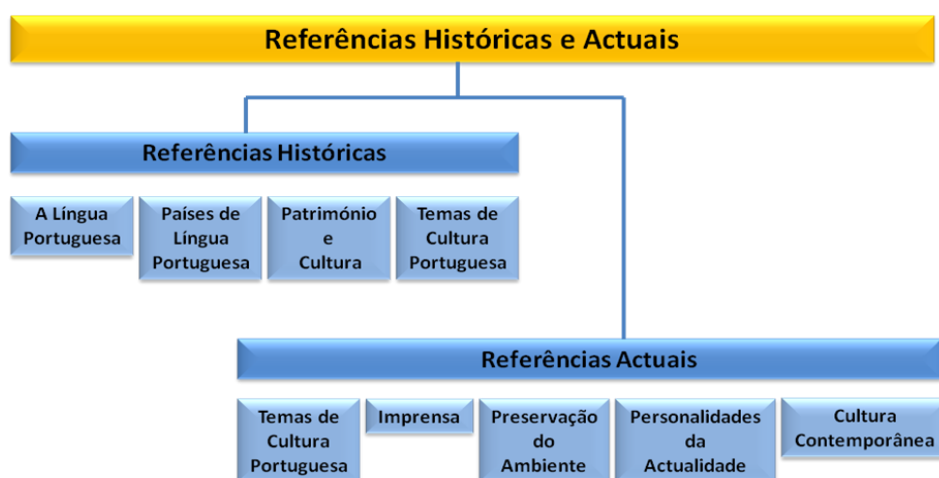 Referências Históricas e Actuais
Referências Históricas
A Língua
Portuguesa
Países de
Língua
Portuguesa
Património
e
Cultura
Temas de
Cultura
Portuguesa
Referências Actuais
Temas de
Cultura
Portuguesa
Imprensa
Preservação
do
Ambiente
Personalidades
da
Actualidade
Cultura
Contemporânea